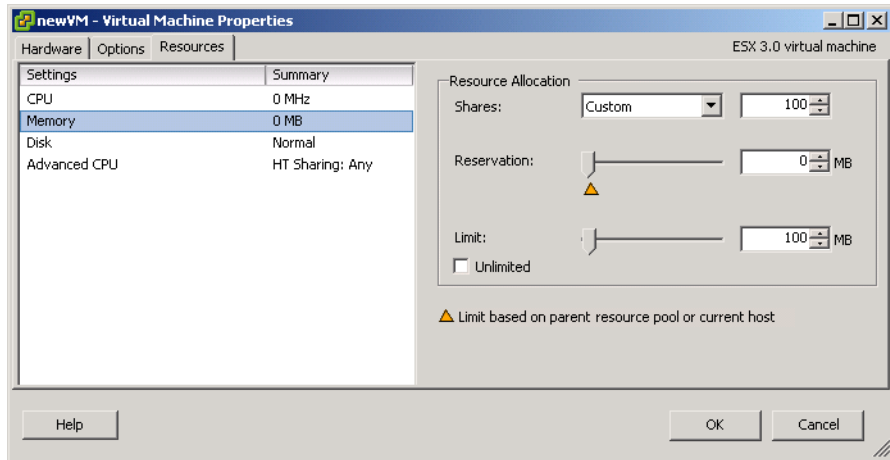 newVM - Virtual Machine Properties
Hardware Options Resources ESX 3.0 virtual machine
Settings Summary
CPU 0 MHz
Memory 0 MB
Disk Normal
Advanced CPU HT Sharing: Any
Resource Allocation
Shares: Custom 100
Reservation: 0 MB
Limit: 100 MB
Unlimited
Limit based on parent resource pool or current host
Help OK Cancel